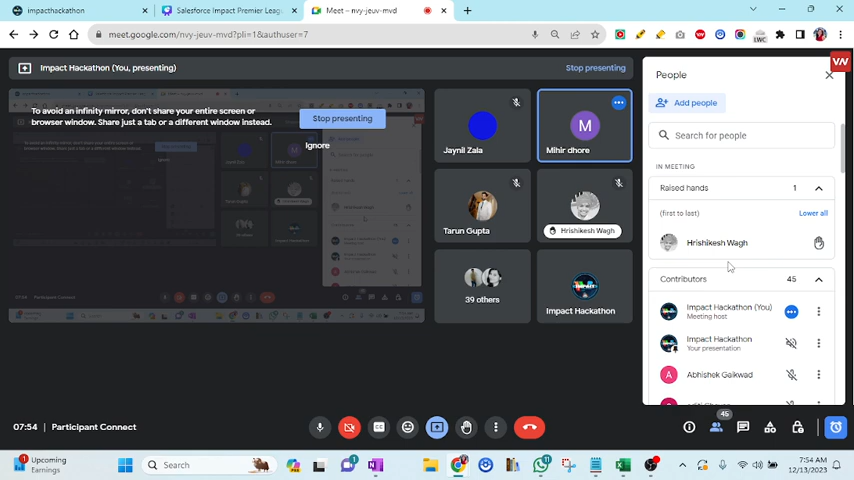 impacthackathon
Salesforce Impact Premier Leagu
Meet – nvy-jeuv-mvd
meet.google.com/nvy-jeuv-mvd?pli=1&authuser=7
LWC
Impact Hackathon (You, presenting)
Stop presenting
To avoid an infinity mirror, don't share your entire screen or
browser window. Share just a tab or a different window instead.
Stop presenting
Ignore
Jaynil Zala
M
Mihir dhore
Tarun Gupta
Hrishikesh Wagh
39 others
Impact Hackathon
People
Add people
Search for people
IN MEETING
Raised hands 1
(first to last) Lower all
Hrishikesh Wagh
Contributors 45
Impact Hackathon (You)
Meeting host
Impact Hackathon
Your presentation
A
Abhishek Gaikwad
07:54 Participant Connect
45
Upcoming
Earnings
Search
7:54 AM
12/13/2023